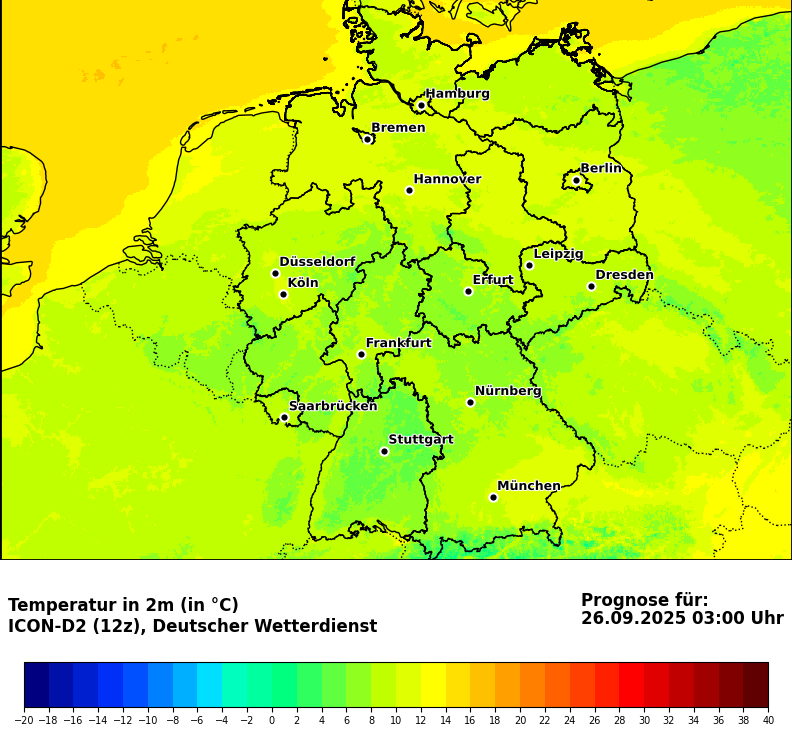 Hamburg
Bremen
Berlin
Hannover
Leipzig
Düsseldorf
Dresden
Köln
Erfurt
Frankfurt
Nürnberg
Saarbrücken
Stuttgart
München
Temperatur in 2m (in °C)
ICON-D2 (12z), Deutscher Wetterdienst
Prognose für:
26.09.2025 03:00 Uhr
−20 −18 −16 −14 −12 −10 −8 −6 −4 −2 0 2 4 6 8 10 12 14 16 18 20 22 24 26 28 30 32 34 36 38 40